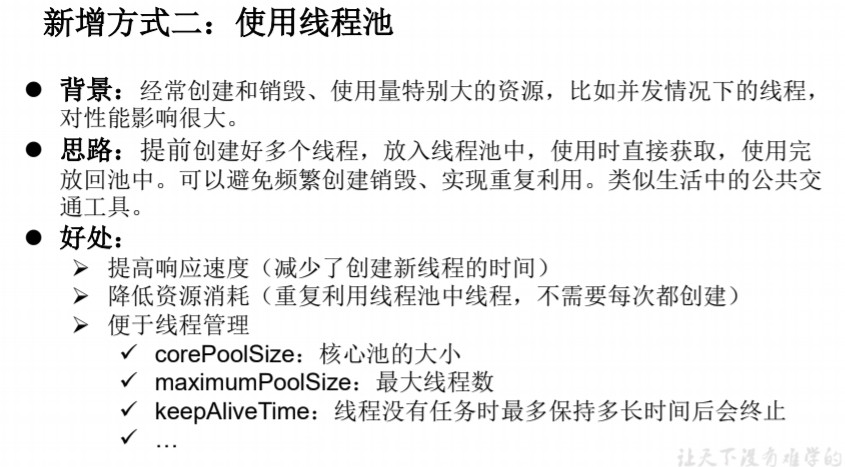 新增方式二：使用线程池
● 背景：经常创建和销毁、使用量特别大的资源，比如并发情况下的线程，
对性能影响很大。
● 思路：提前创建好多个线程，放入线程池中，使用时直接获取，使用完
放回池中。可以避免频繁创建销毁、实现重复利用。类似生活中的公共交
通工具。
● 好处：
➢ 提高响应速度（减少了创建新线程的时间）
➢ 降低资源消耗（重复利用线程池中线程，不需要每次都创建）
➢ 便于线程管理
✓ corePoolSize：核心池的大小
✓ maximumPoolSize：最大线程数
✓ keepAliveTime：线程没有任务时最多保持多长时间后会终止
✓ …
让天下没有难学的